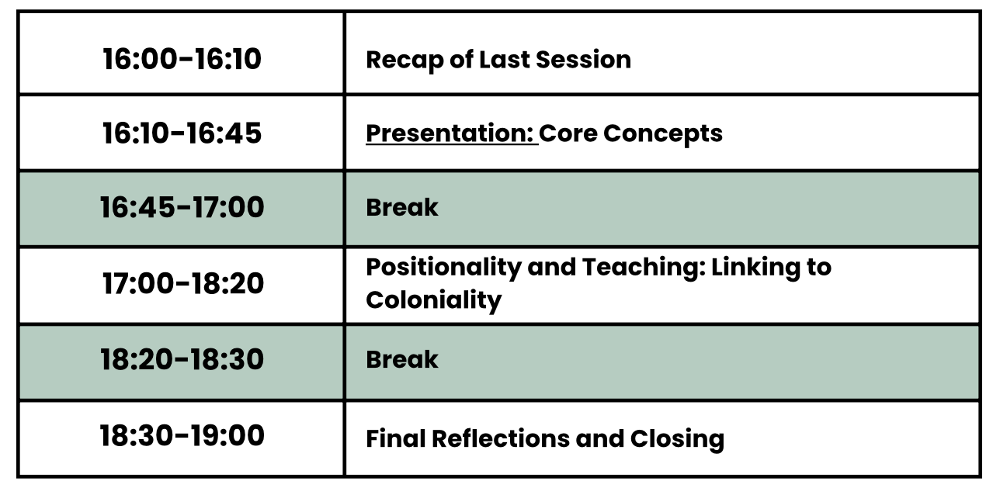 16:00-16:10
Recap of Last Session
16:10-16:45
Presentation: Core Concepts
16:45-17:00
Break
17:00-18:20
Positionality and Teaching: Linking to
Coloniality
18:20-18:30
Break
18:30-19:00
Final Reflections and Closing